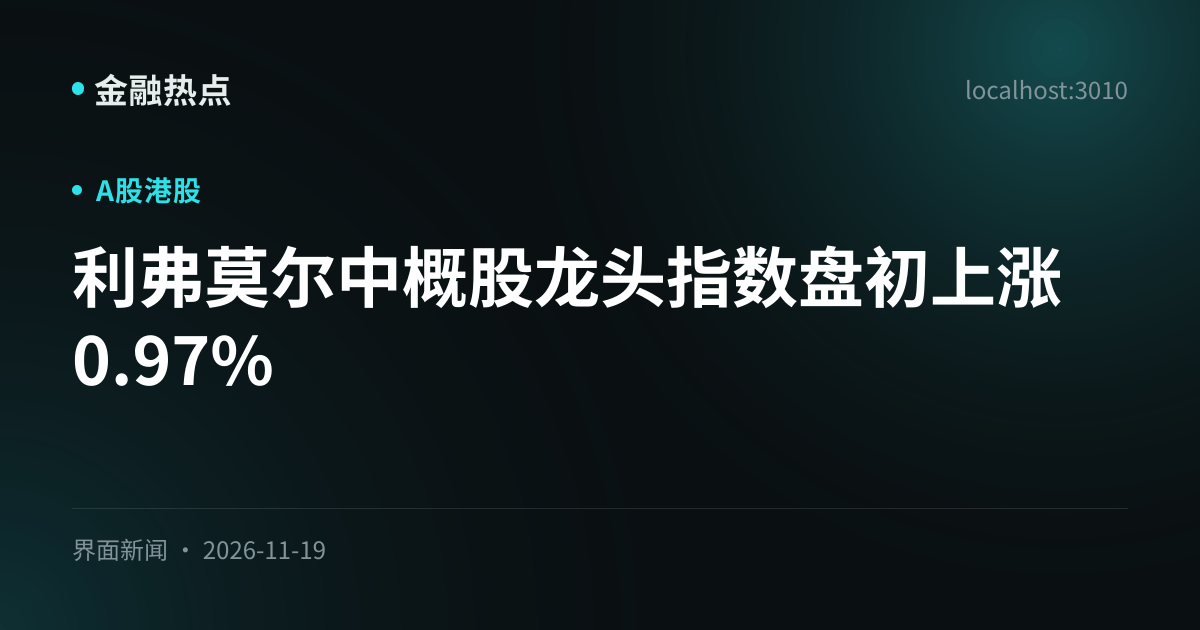 金融热点
localhost:3010
A股港股
利弗莫尔中概股龙头指数盘初上涨
0.97%
界面新闻 · 2026-11-19